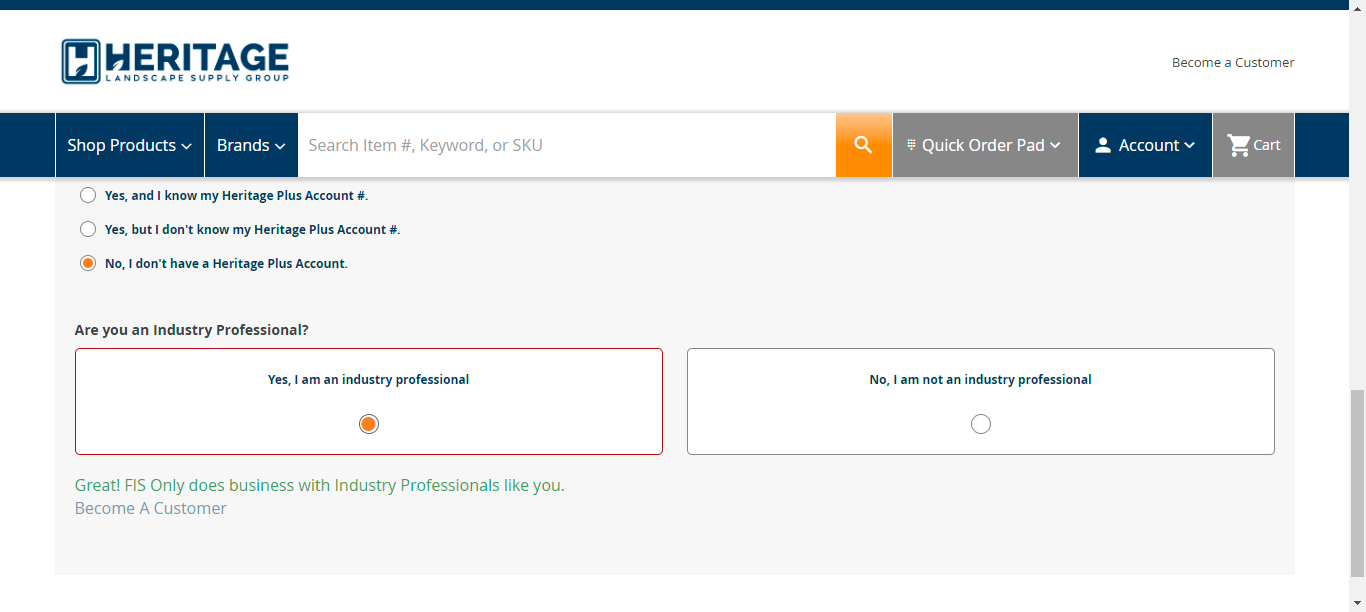 HERITAGE
LANDSCAPE SUPPLY GROUP
Become a Customer
Shop Products
Brands
Search Item #, Keyword, or SKU
Quick Order Pad
Account
Cart
Yes, and I know my Heritage Plus Account #.
Yes, but I don't know my Heritage Plus Account #.
No, I don't have a Heritage Plus Account.
Are you an Industry Professional?
Yes, I am an industry professional
No, I am not an industry professional
Great! FIS Only does business with Industry Professionals like you.
Become A Customer